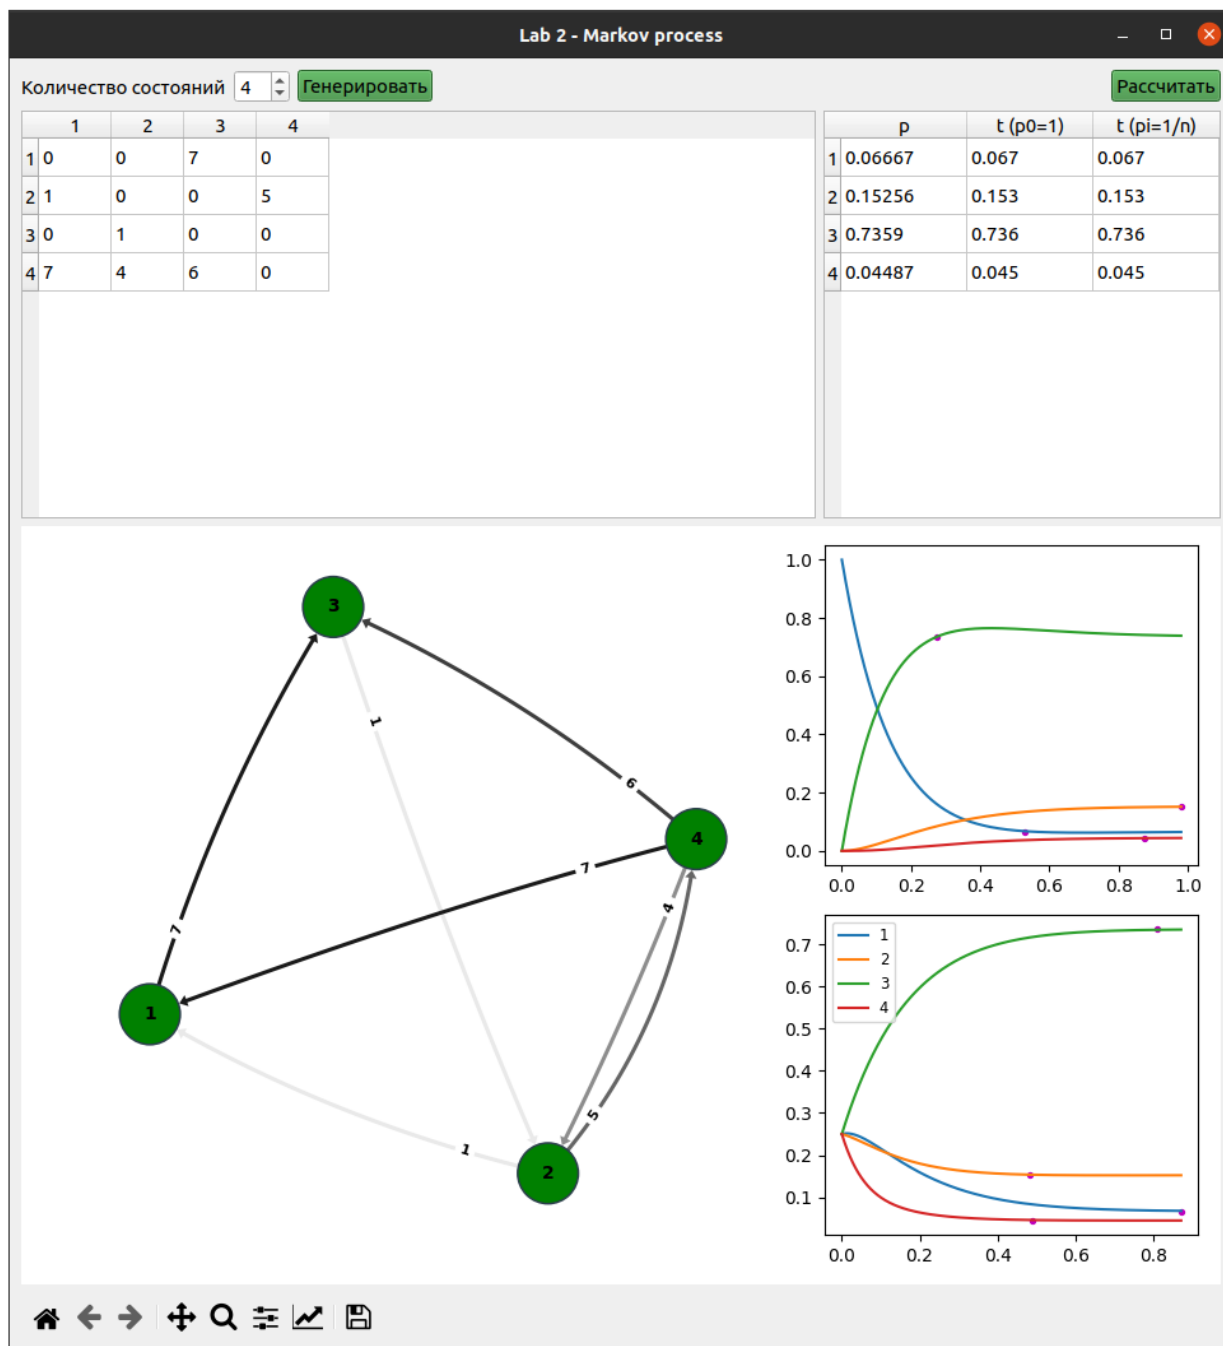 Lab 2 - Markov process
Количество состояний 4 Генерировать Рассчитать
1 2 3 4
1 0 0 7 0
2 1 0 0 5
3 0 1 0 0
4 7 4 6 0
p t (p0=1) t (pi=1/n)
1 0.06667 0.067 0.067
2 0.15256 0.153 0.153
3 0.7359 0.736 0.736
4 0.04487 0.045 0.045
3
1
6
4
7
4
7
1
5
1
2
1.0
0.8
0.6
0.4
0.2
0.0
0.0 0.2 0.4 0.6 0.8 1.0
0.7
0.6
0.5
0.4
0.3
0.2
0.1
1
2
3
4
0.0 0.2 0.4 0.6 0.8